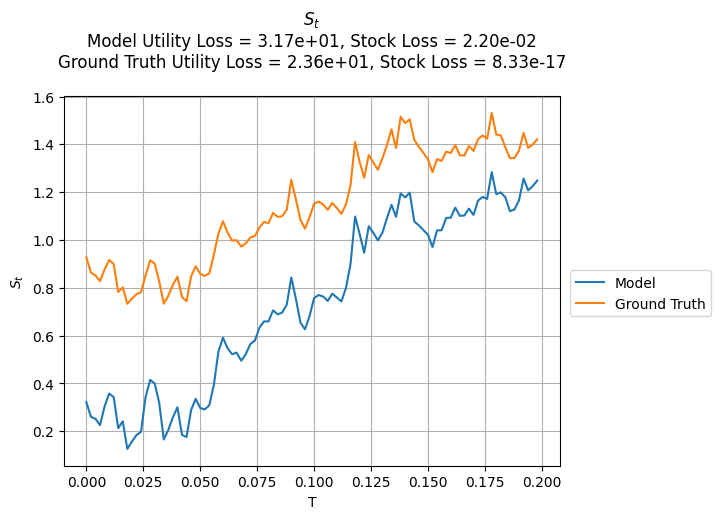 S_t
Model Utility Loss = 3.17e+01, Stock Loss = 2.20e-02
Ground Truth Utility Loss = 2.36e+01, Stock Loss = 8.33e-17
1.6
1.4
1.2
1.0
0.8
0.6
0.4
0.2
S_t
0.000 0.025 0.050 0.075 0.100 0.125 0.150 0.175 0.200
T
Model
Ground Truth